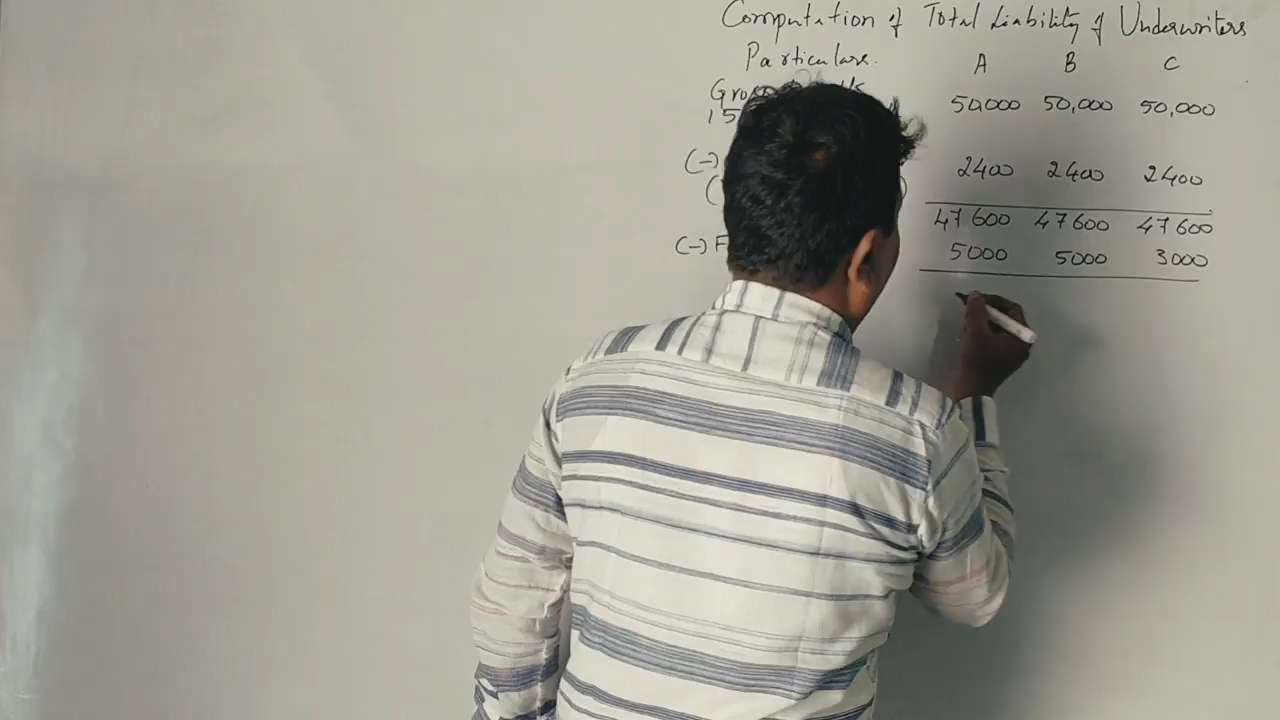 Computation of Total Liability of Underwriters
Particulars. A B C
50,000 50,000 50,000
15
(-) 2400 2400 2400
(
47600 47600 47600
(-) F 5000 5000 3000